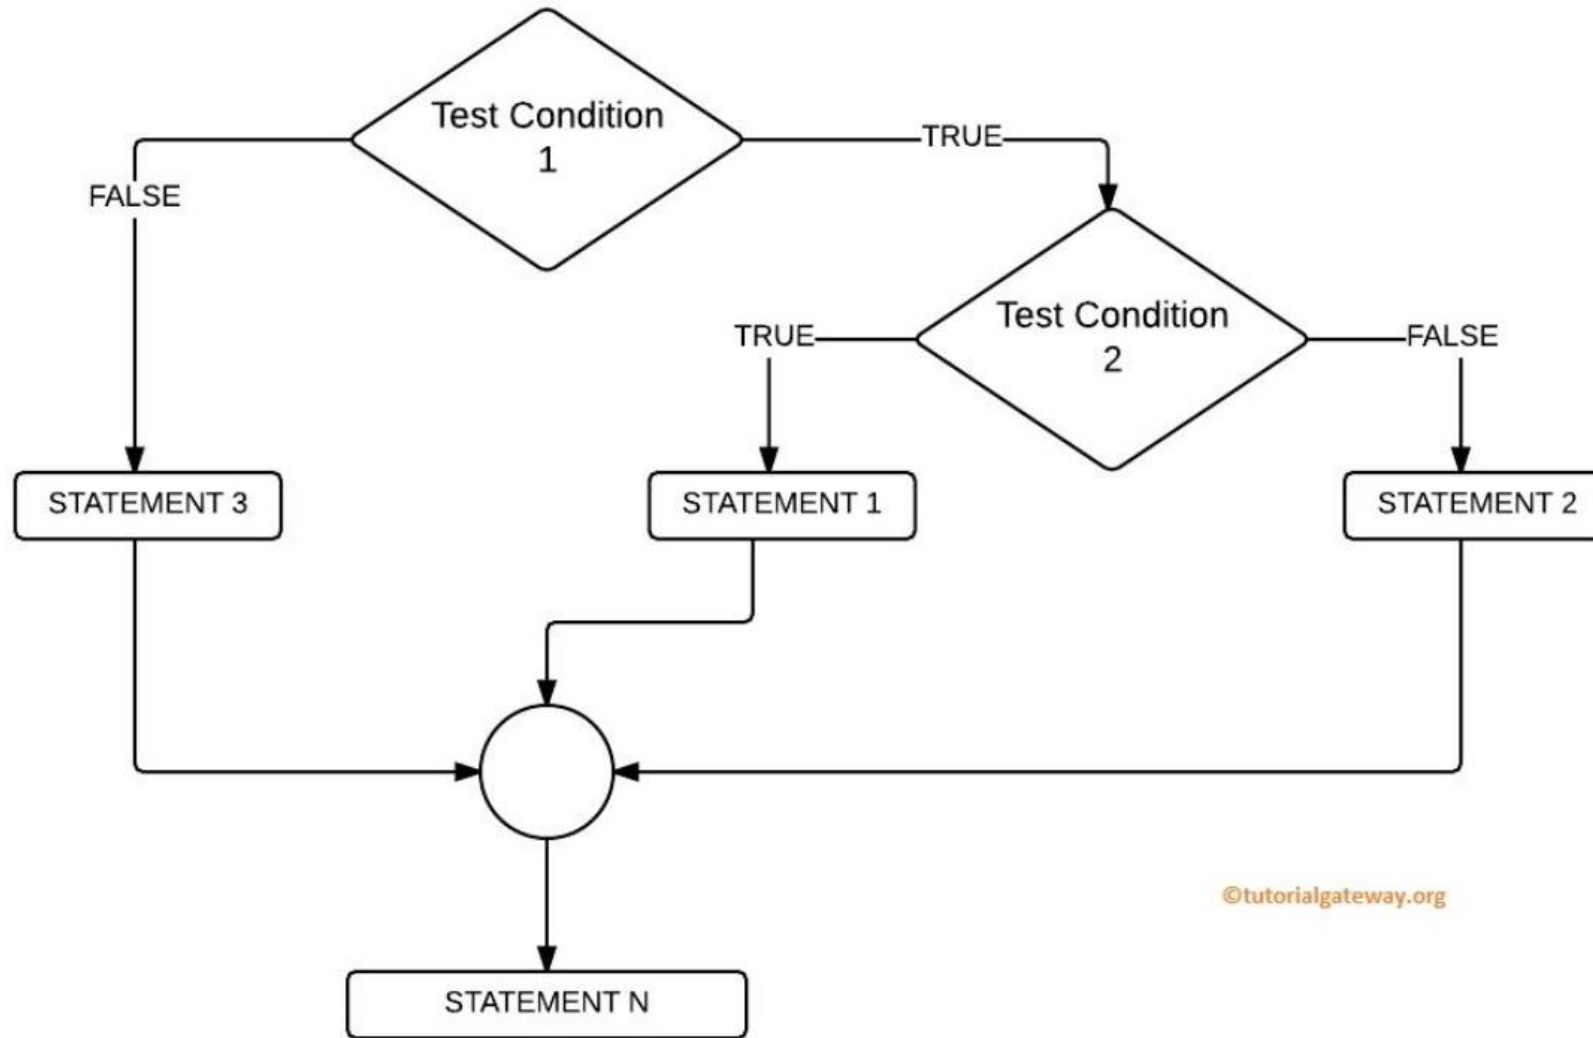 Test Condition
1
TRUE
FALSE
Test Condition
2
TRUE
FALSE
STATEMENT 3
STATEMENT 1
STATEMENT 2
©tutorialgateway.org
STATEMENT N